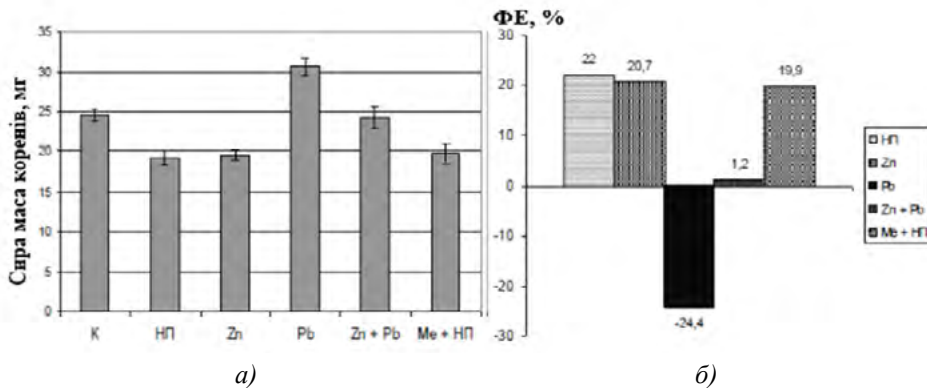 Сира маса коренів, мг
35
30
25
20
15
10
5
0
К НП Zn Pb Zn + Pb Ме + НП
а)
ФЕ, %
30
20
10
0
-10
-20
-30
22
20,7
-24,4
1,2
19,9
НП
Zn
Pb
Zn + Pb
Ме + НП
б)